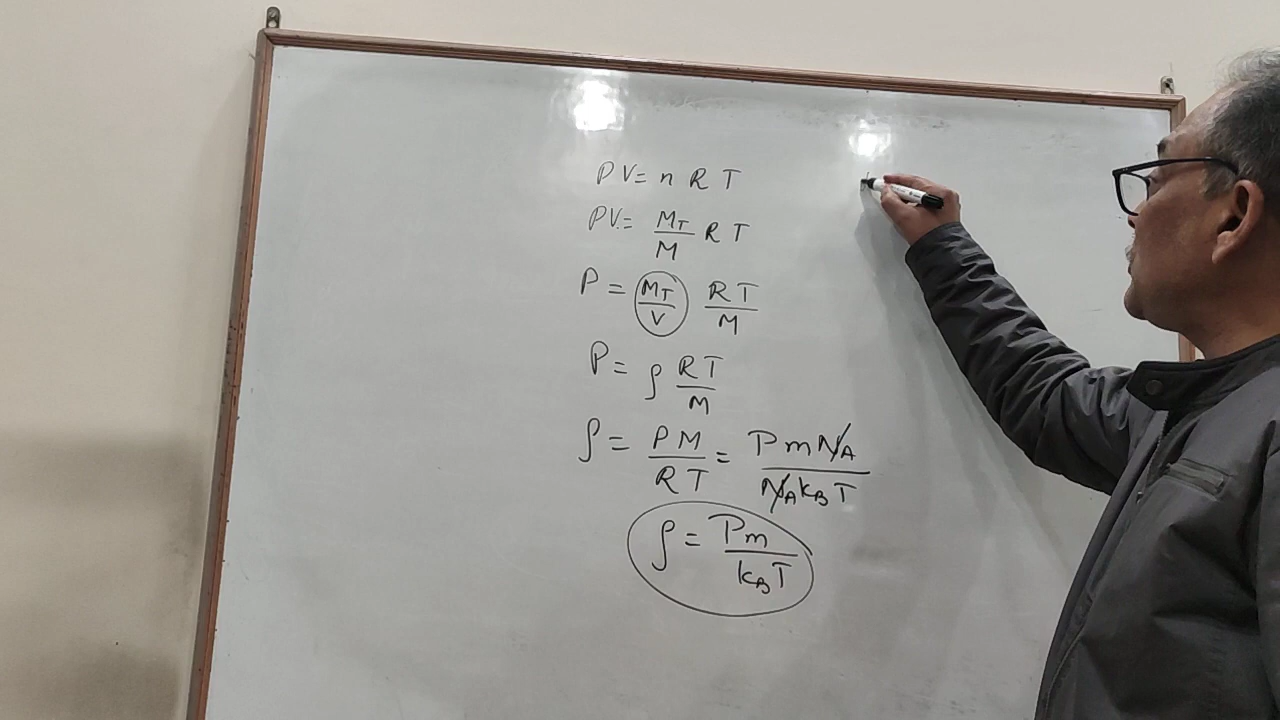 PV = n R T
PV = M_T/M R T
P = (M_T/V) RT/M
P = ρ RT/M
ρ = PM/RT = P m N_A/N_A k_B T
ρ = Pm/k_B T